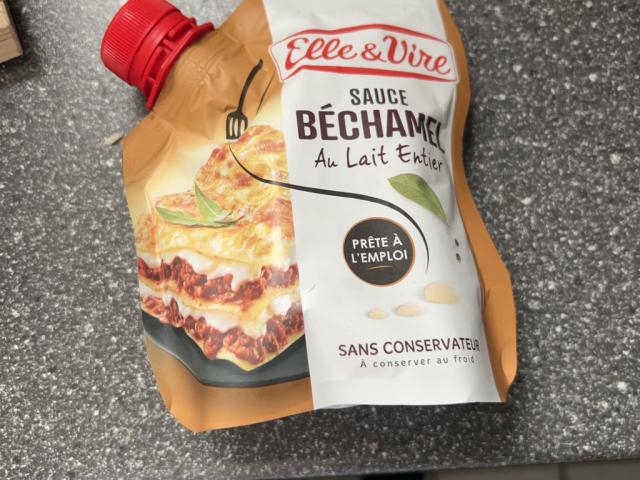 Elle & Vire
SAUCE
BÉCHAMEL
Au Lait Entier
PRÊTE À
L'EMPLOI
SANS CONSERVATEUR
À conserver au froid